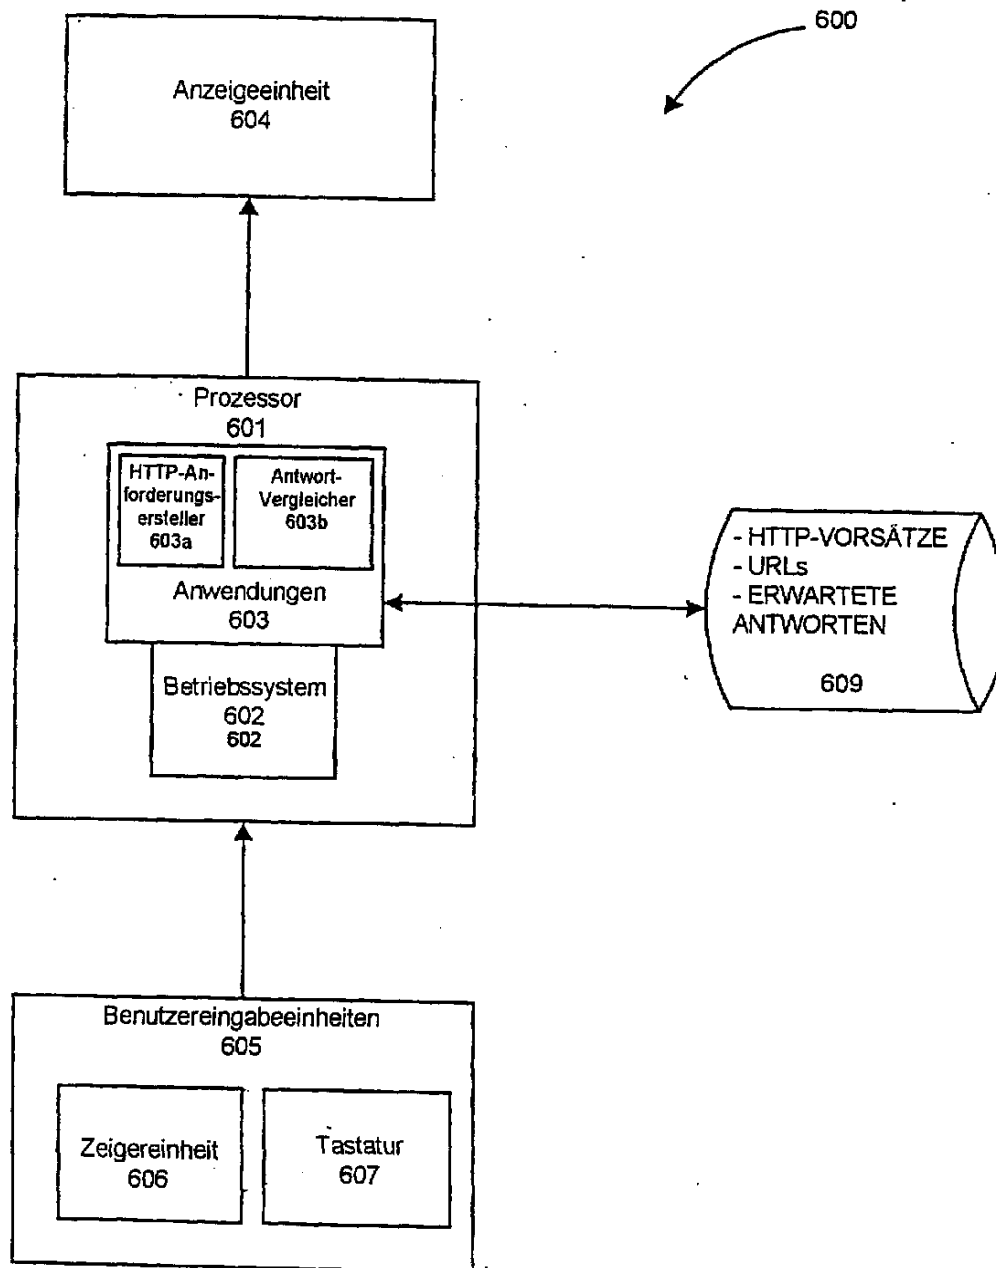 600
Anzeigeeinheit
604
Prozessor
601
HTTP-An-
forderungs-
ersteller
603a
Antwort-
Vergleicher
603b
Anwendungen
603
Betriebssystem
602
602
- HTTP-VORSÄTZE
- URLs
- ERWARTETE
ANTWORTEN
609
Benutzereingabeeinheiten
605
Zeigereinheit
606
Tastatur
607